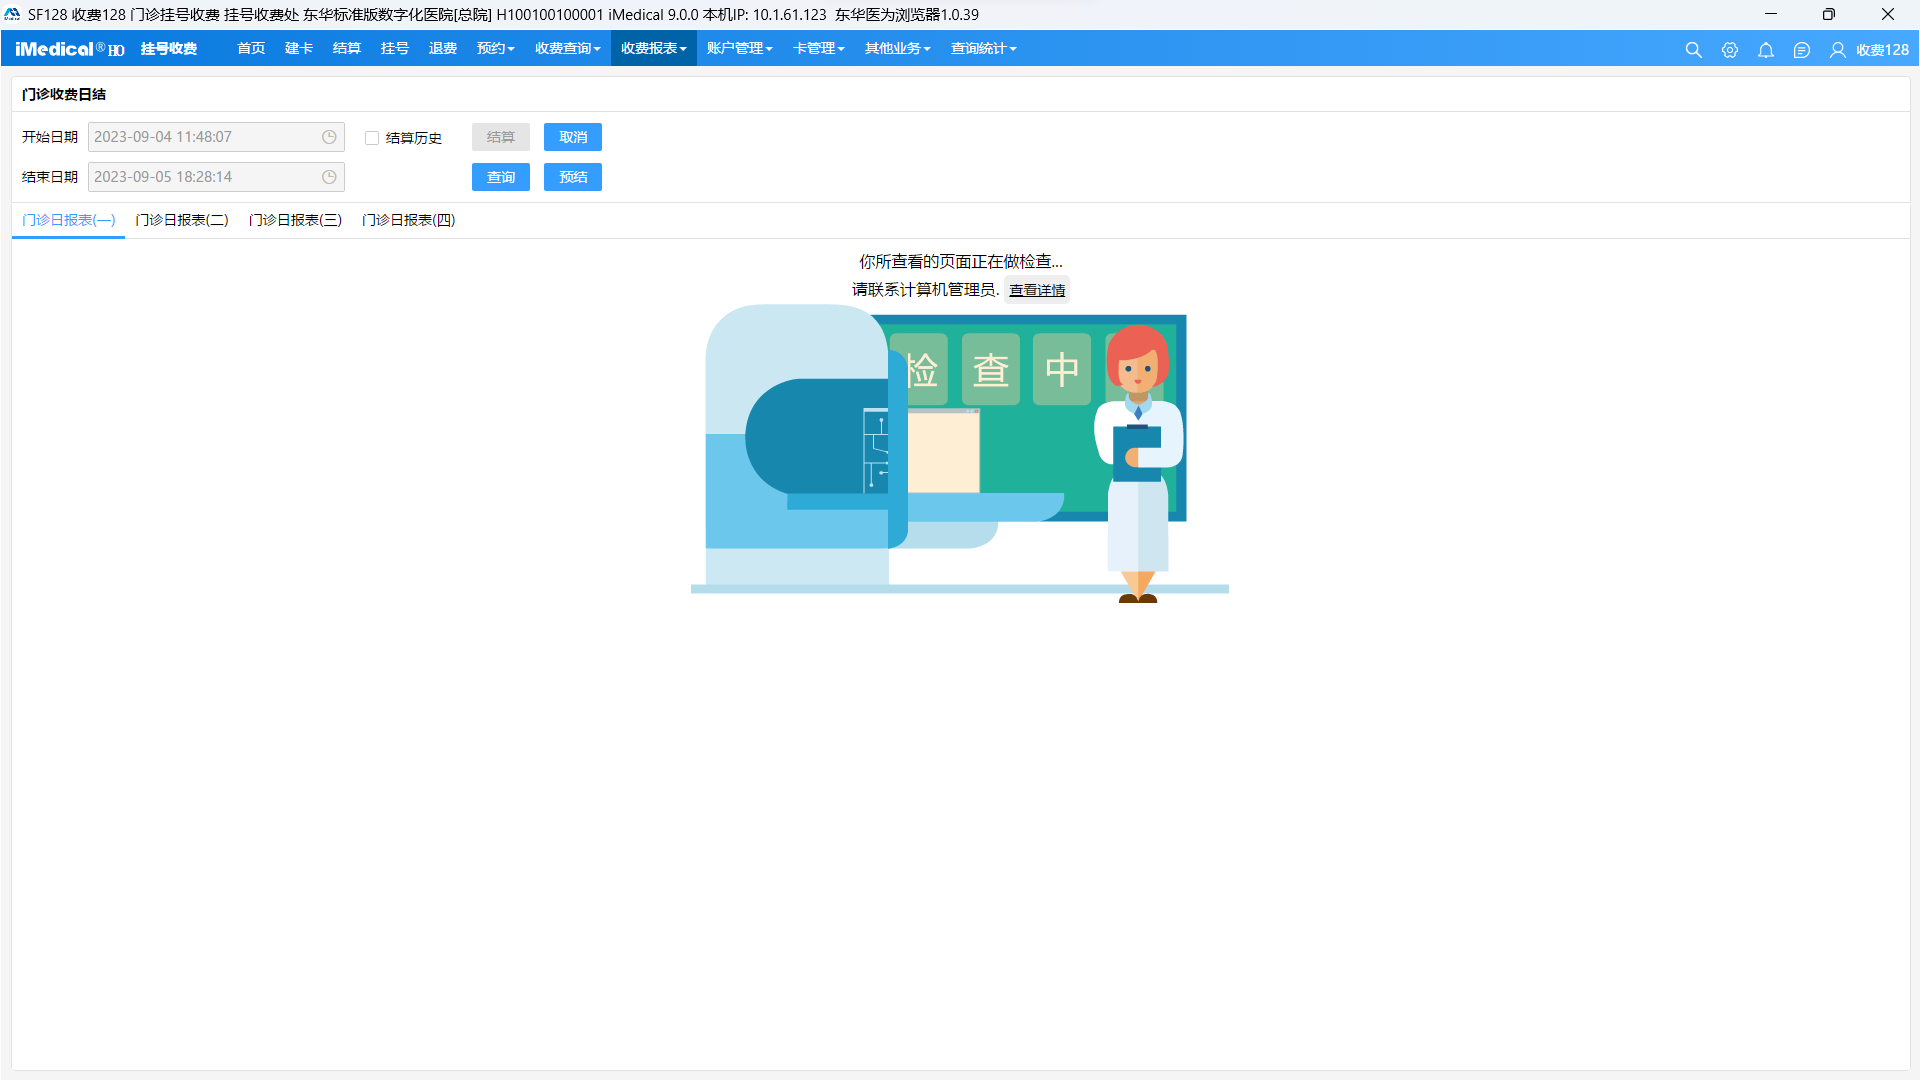 SF128 收费128 门诊挂号收费 挂号收费处 东华标准版数字化医院[总院] H100100100001 iMedical 9.0.0 本机IP: 10.1.61.123 东华医为浏览器1.0.39
iMedical® HO 挂号收费 首页 建卡 结算 挂号 退费 预约 收费查询 收费报表 账户管理 卡管理 其他业务 查询统计 收费128
门诊收费日结
开始日期 2023-09-04 11:48:07 结算历史 结算 取消
结束日期 2023-09-05 18:28:14 查询 预结
门诊日报表(一) 门诊日报表(二) 门诊日报表(三) 门诊日报表(四)
你所查看的页面正在做检查...
请联系计算机管理员. 查看详情
检 查 中